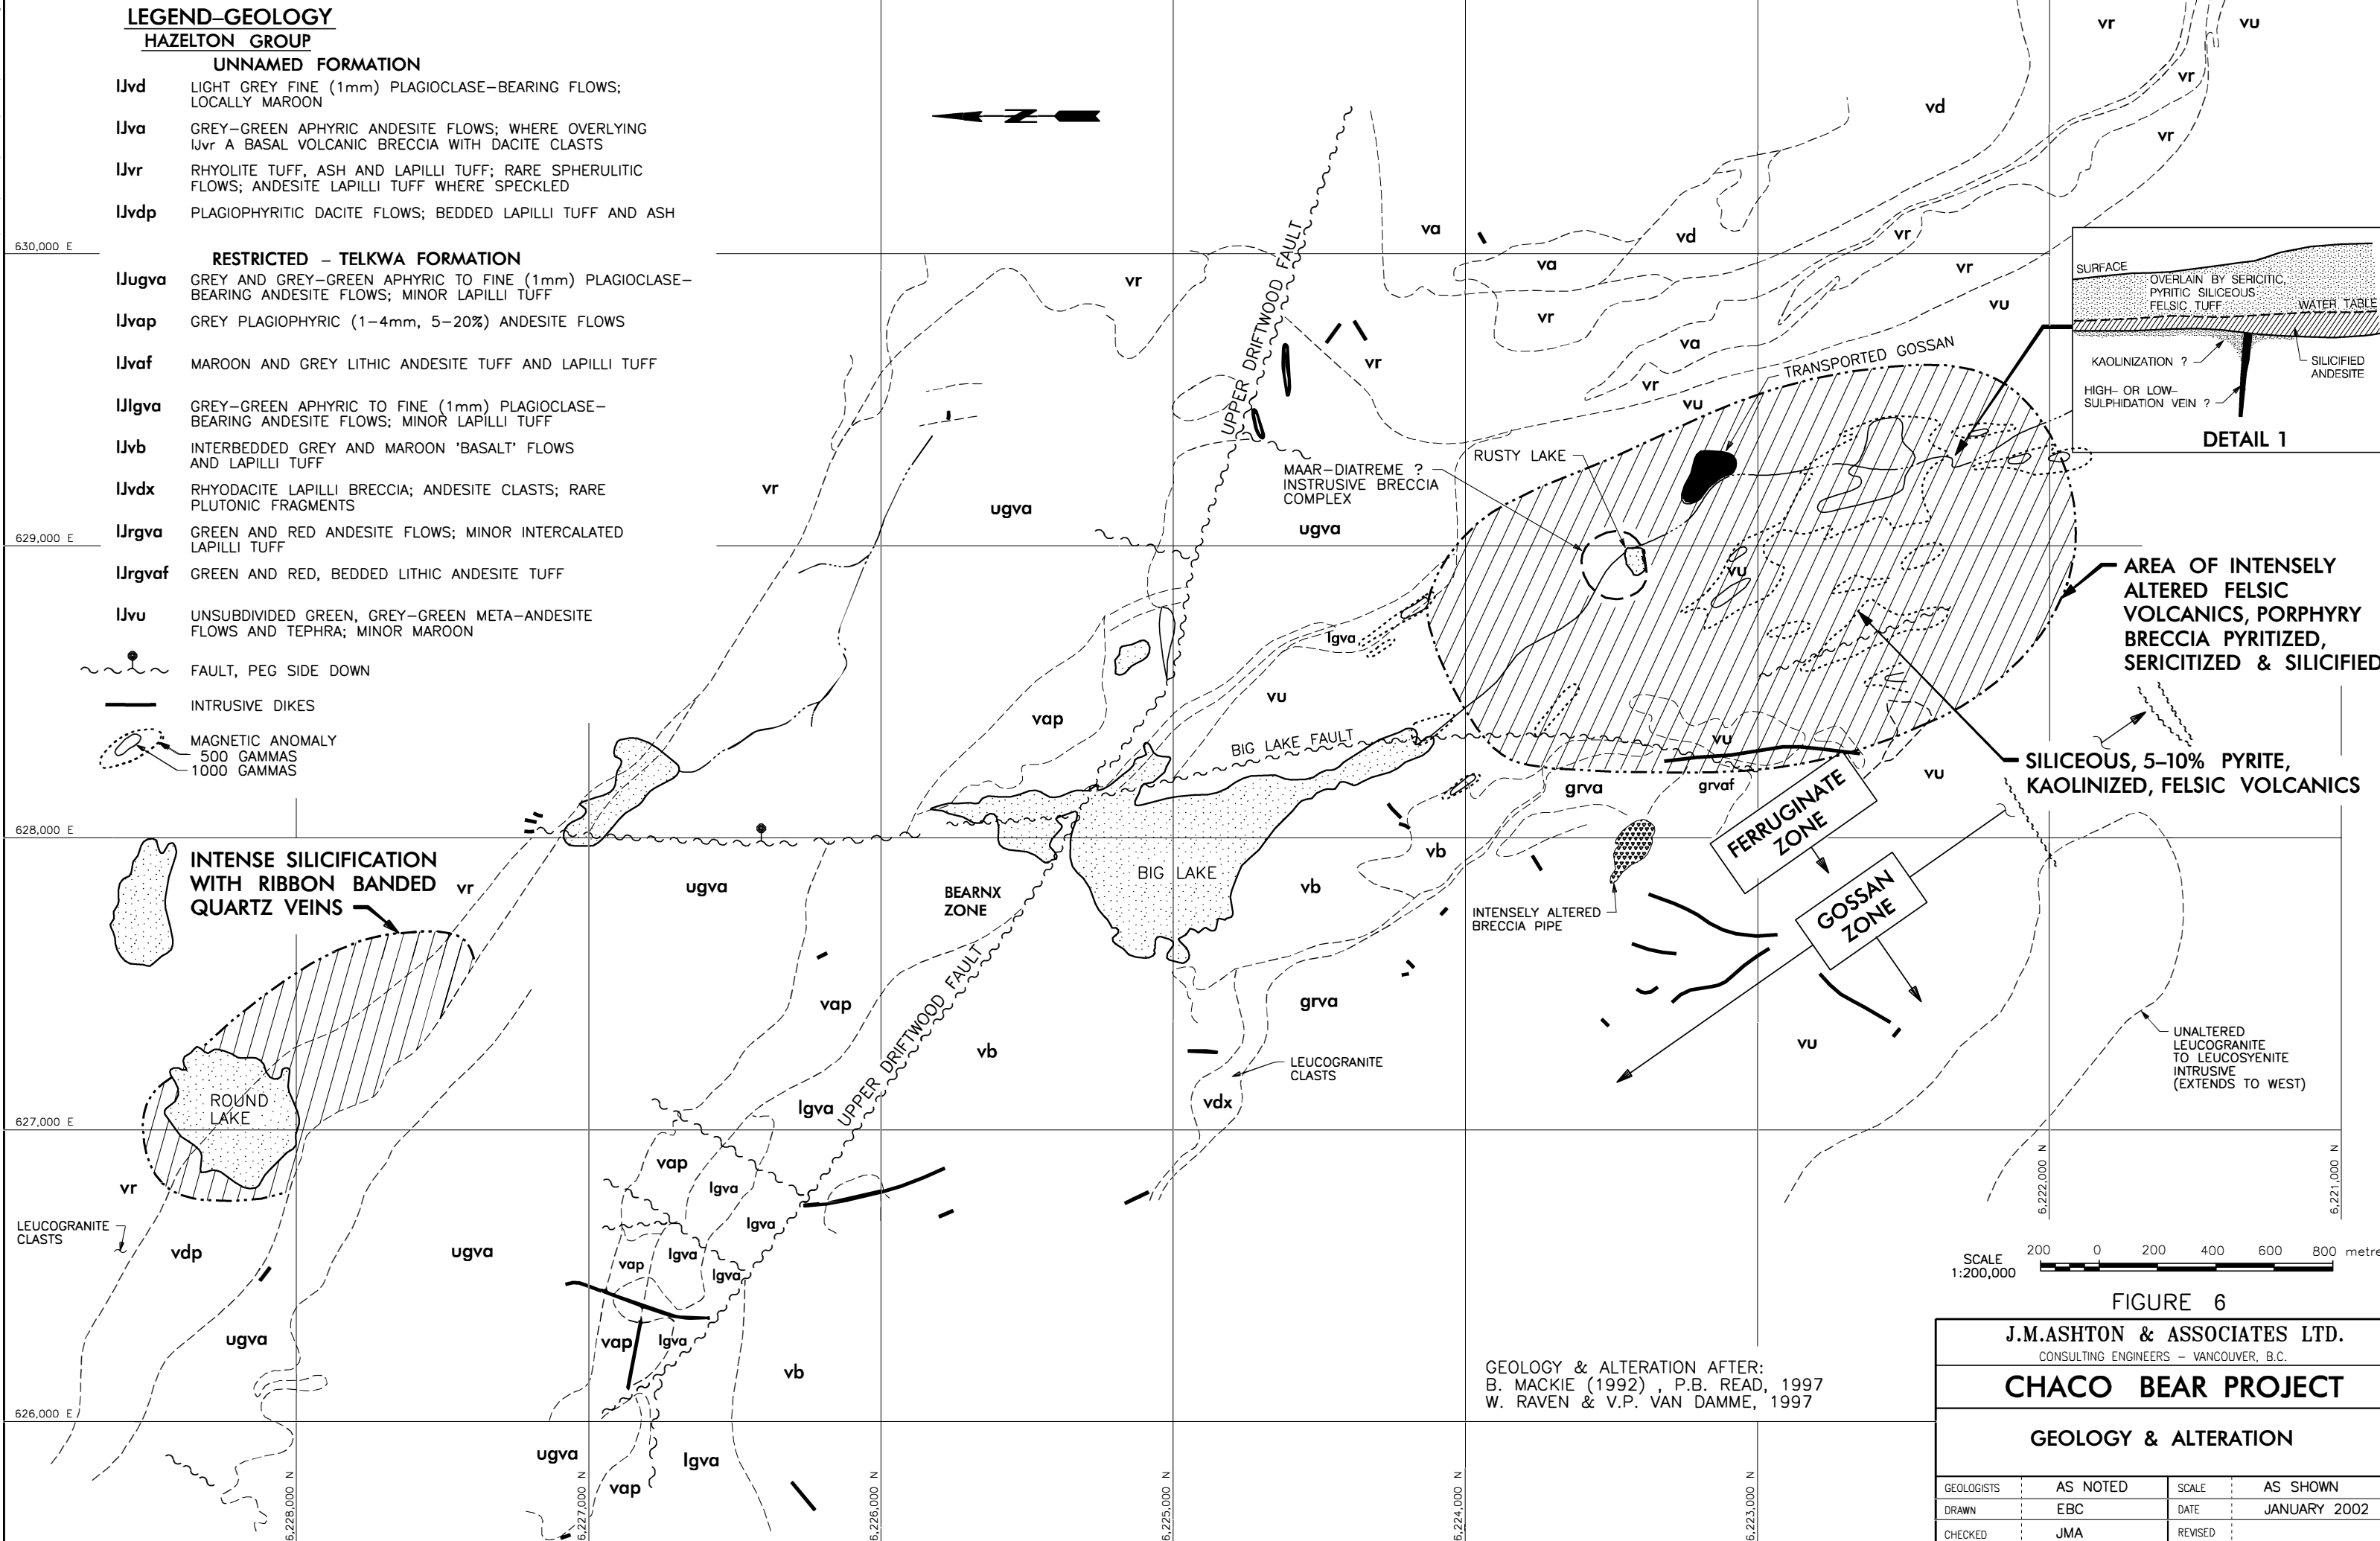 LEGEND–GEOLOGY
HAZELTON GROUP
UNNAMED FORMATION
lJvd LIGHT GREY FINE (1mm) PLAGIOCLASE–BEARING FLOWS;
LOCALLY MAROON
lJva GREY–GREEN APHYRIC ANDESITE FLOWS; WHERE OVERLYING
lJvr A BASAL VOLCANIC BRECCIA WITH DACITE CLASTS
lJvr RHYOLITE TUFF, ASH AND LAPILLI TUFF; RARE SPHERULITIC
FLOWS; ANDESITE LAPILLI TUFF WHERE SPECKLED
lJvdp PLAGIOPHYRITIC DACITE FLOWS; BEDDED LAPILLI TUFF AND ASH
RESTRICTED – TELKWA FORMATION
lJugva GREY AND GREY–GREEN APHYRIC TO FINE (1mm) PLAGIOCLASE–
BEARING ANDESITE FLOWS; MINOR LAPILLI TUFF
lJvap GREY PLAGIOPHYRIC (1–4mm, 5–20%) ANDESITE FLOWS
lJvaf MAROON AND GREY LITHIC ANDESITE TUFF AND LAPILLI TUFF
lJlgva GREY–GREEN APHYRIC TO FINE (1mm) PLAGIOCLASE–
BEARING ANDESITE FLOWS; MINOR LAPILLI TUFF
lJvb INTERBEDDED GREY AND MAROON 'BASALT' FLOWS
AND LAPILLI TUFF
lJvdx RHYODACITE LAPILLI BRECCIA; ANDESITE CLASTS; RARE
PLUTONIC FRAGMENTS
lJrgva GREEN AND RED ANDESITE FLOWS; MINOR INTERCALATED
LAPILLI TUFF
lJrgvaf GREEN AND RED, BEDDED LITHIC ANDESITE TUFF
lJvu UNSUBDIVIDED GREEN, GREY–GREEN META–ANDESITE
FLOWS AND TEPHRA; MINOR MAROON
FAULT, PEG SIDE DOWN
INTRUSIVE DIKES
MAGNETIC ANOMALY
500 GAMMAS
1000 GAMMAS
630,000 E
629,000 E
628,000 E
627,000 E
626,000 E
N
vr
vu
vr
vd
vr
va
vd
vr
va
vr
vr
vu
vr
va
vr
vr
vu
UPPER DRIFTWOOD FAULT
TRANSPORTED GOSSAN
SURFACE
OVERLAIN BY SERICITIC,
PYRITIC SILICEOUS
FELSIC TUFF
WATER TABLE
KAOLINIZATION ?
SILICIFIED
ANDESITE
HIGH– OR LOW–
SULPHIDATION VEIN ?
DETAIL 1
MAAR–DIATREME ?
INSTRUSIVE BRECCIA
COMPLEX
RUSTY LAKE
vr
ugva
ugva
vu
AREA OF INTENSELY
ALTERED FELSIC
VOLCANICS, PORPHYRY
BRECCIA PYRITIZED,
SERICITIZED & SILICIFIED
lgva
vu
vap
BIG LAKE FAULT
vu
SILICEOUS, 5–10% PYRITE,
KAOLINIZED, FELSIC VOLCANICS
vu
grva
grvaf
FERRUGINATE
ZONE
GOSSAN
ZONE
INTENSE SILICIFICATION
WITH RIBBON BANDED
QUARTZ VEINS
vr
ugva
BEARNX
ZONE
BIG LAKE
vb
vb
INTENSELY ALTERED
BRECCIA PIPE
UPPER DRIFTWOOD FAULT
vap
vb
grva
vu
LEUCOGRANITE
CLASTS
vdx
UNALTERED
LEUCOGRANITE
TO LEUCOSYENITE
INTRUSIVE
(EXTENDS TO WEST)
ROUND
LAKE
lgva
vap
lgva
lgva
vr
LEUCOGRANITE
CLASTS
vdp
ugva
vap
lgva
lgva
ugva
vap
lgva
vb
ugva
vap
lgva
6,228,000 N
6,227,000 N
6,226,000 N
6,225,000 N
6,224,000 N
6,223,000 N
6,222,000 N
6,221,000 N
SCALE
1:200,000
200 0 200 400 600 800 metre
FIGURE 6
GEOLOGY & ALTERATION AFTER:
B. MACKIE (1992) , P.B. READ, 1997
W. RAVEN & V.P. VAN DAMME, 1997
J.M.ASHTON & ASSOCIATES LTD.
CONSULTING ENGINEERS – VANCOUVER, B.C.
CHACO BEAR PROJECT
GEOLOGY & ALTERATION
GEOLOGISTS AS NOTED SCALE AS SHOWN
DRAWN EBC DATE JANUARY 2002
CHECKED JMA REVISED